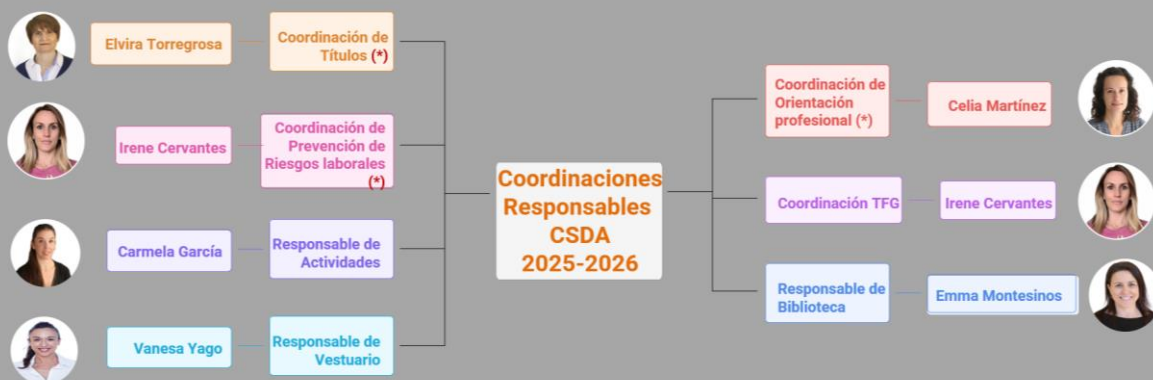 Elvira Torregrosa
Coordinación de
Títulos (*)
Irene Cervantes
Coordinación de
Prevención de
Riesgos laborales
(*)
Carmela García
Responsable de
Actividades
Vanesa Yago
Responsable de
Vestuario
Coordinaciones
Responsables
CSDA
2025-2026
Coordinación de
Orientación
profesional (*)
Celia Martínez
Coordinación TFG
Irene Cervantes
Responsable de
Biblioteca
Emma Montesinos